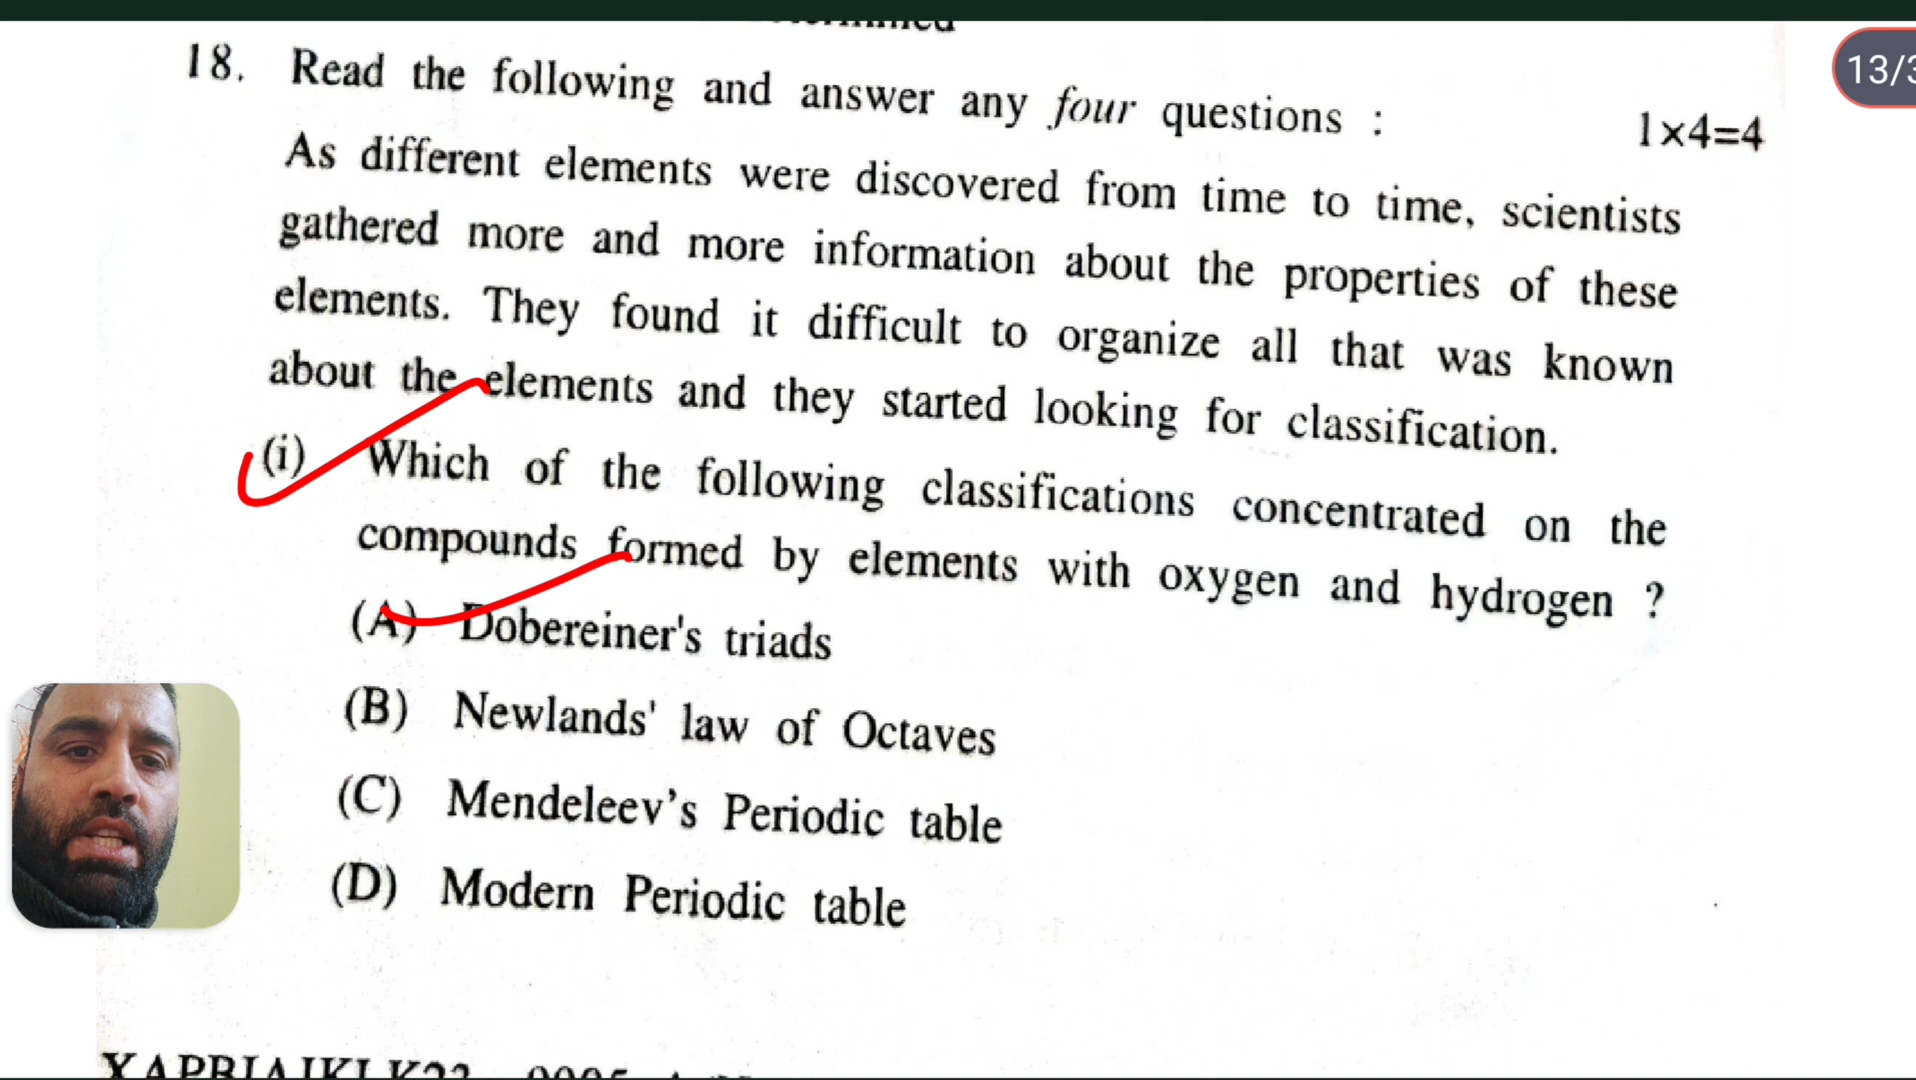 18. Read the following and answer any four questions : 1×4=4
As different elements were discovered from time to time, scientists
gathered more and more information about the properties of these
elements. They found it difficult to organize all that was known
about the elements and they started looking for classification.
(i) Which of the following classifications concentrated on the
compounds formed by elements with oxygen and hydrogen ?
(A) Dobereiner's triads
(B) Newlands' law of Octaves
(C) Mendeleev's Periodic table
(D) Modern Periodic table